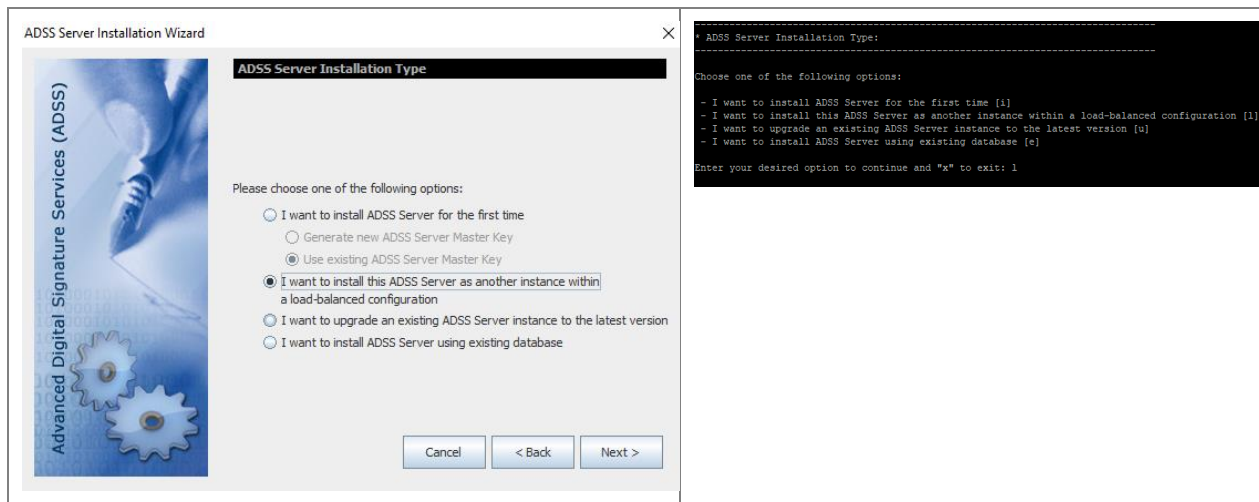 ADSS Server Installation Wizard
Advanced Digital Signature Services (ADSS)
ADSS Server Installation Type
Please choose one of the following options:
I want to install ADSS Server for the first time
Generate new ADSS Server Master Key
Use existing ADSS Server Master Key
I want to install this ADSS Server as another instance within
a load-balanced configuration
I want to upgrade an existing ADSS Server instance to the latest version
I want to install ADSS Server using existing database
Cancel
< Back
Next >
--------------------------------------------------------------------------------
* ADSS Server Installation Type:
--------------------------------------------------------------------------------
Choose one of the following options:
- I want to install ADSS Server for the first time [i]
- I want to install this ADSS Server as another instance within a load-balanced configuration [l]
- I want to upgrade an existing ADSS Server instance to the latest version [u]
- I want to install ADSS Server using existing database [e]
Enter your desired option to continue and "x" to exit: l